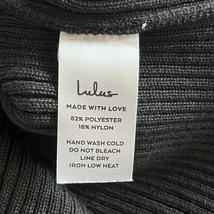 Lulus
MADE WITH LOVE
82% POLYESTER
18% NYLON
HAND WASH COLD
DO NOT BLEACH
LINE DRY
IRON LOW HEAT